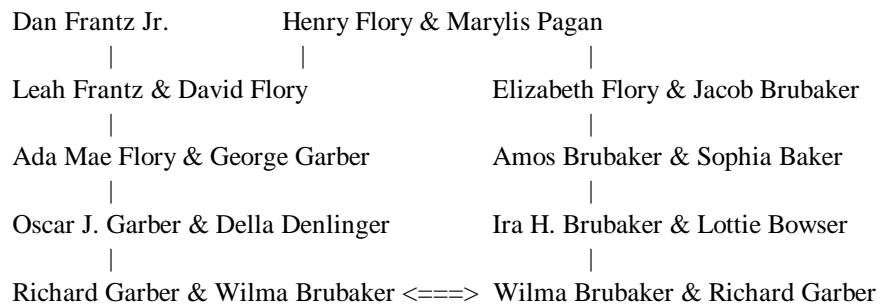 Dan Frantz Jr. Henry Flory & Marylis Pagan
| | |
Leah Frantz & David Flory Elizabeth Flory & Jacob Brubaker
| |
Ada Mae Flory & George Garber Amos Brubaker & Sophia Baker
| |
Oscar J. Garber & Della Denlinger Ira H. Brubaker & Lottie Bowser
| |
Richard Garber & Wilma Brubaker <===> Wilma Brubaker & Richard Garber